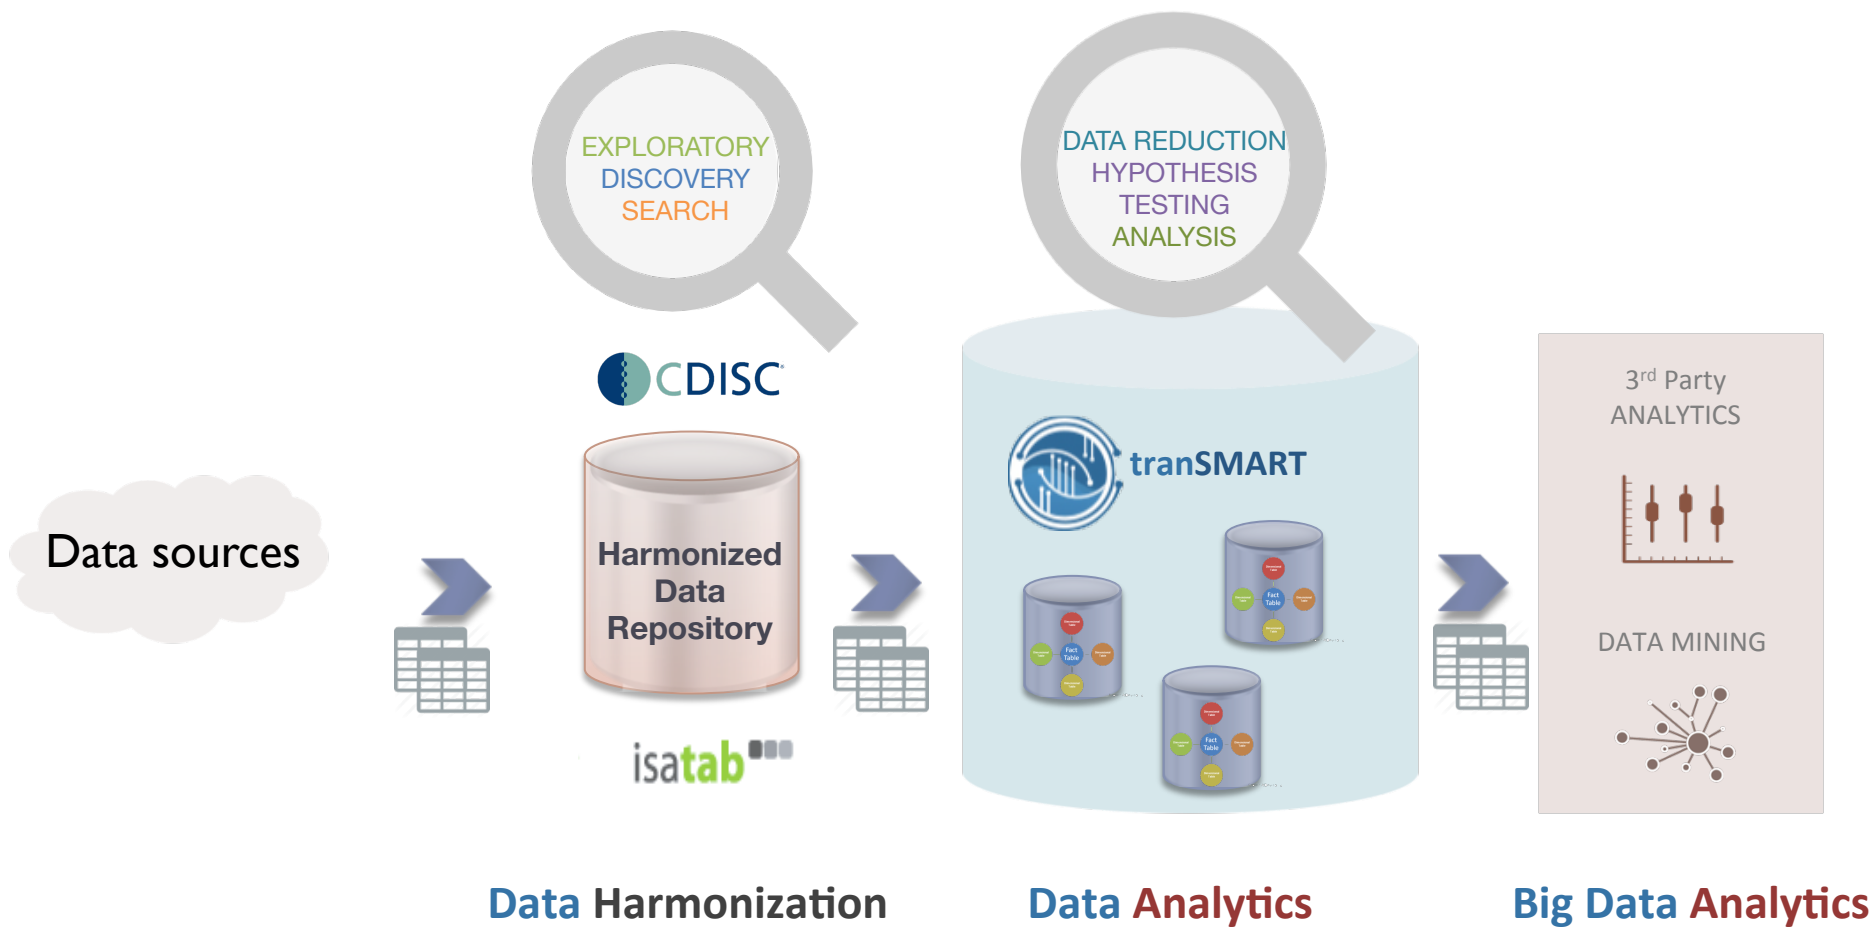 EXPLORATORY
DISCOVERY
SEARCH
DATA REDUCTION
HYPOTHESIS
TESTING
ANALYSIS
CDISC
tranSMART
3rd Party
ANALYTICS
Data sources
Harmonized
Data
Repository
Fact
Table
Fact
Table
Fact
Table
DATA MINING
isatab
Data Harmonization
Data Analytics
Big Data Analytics